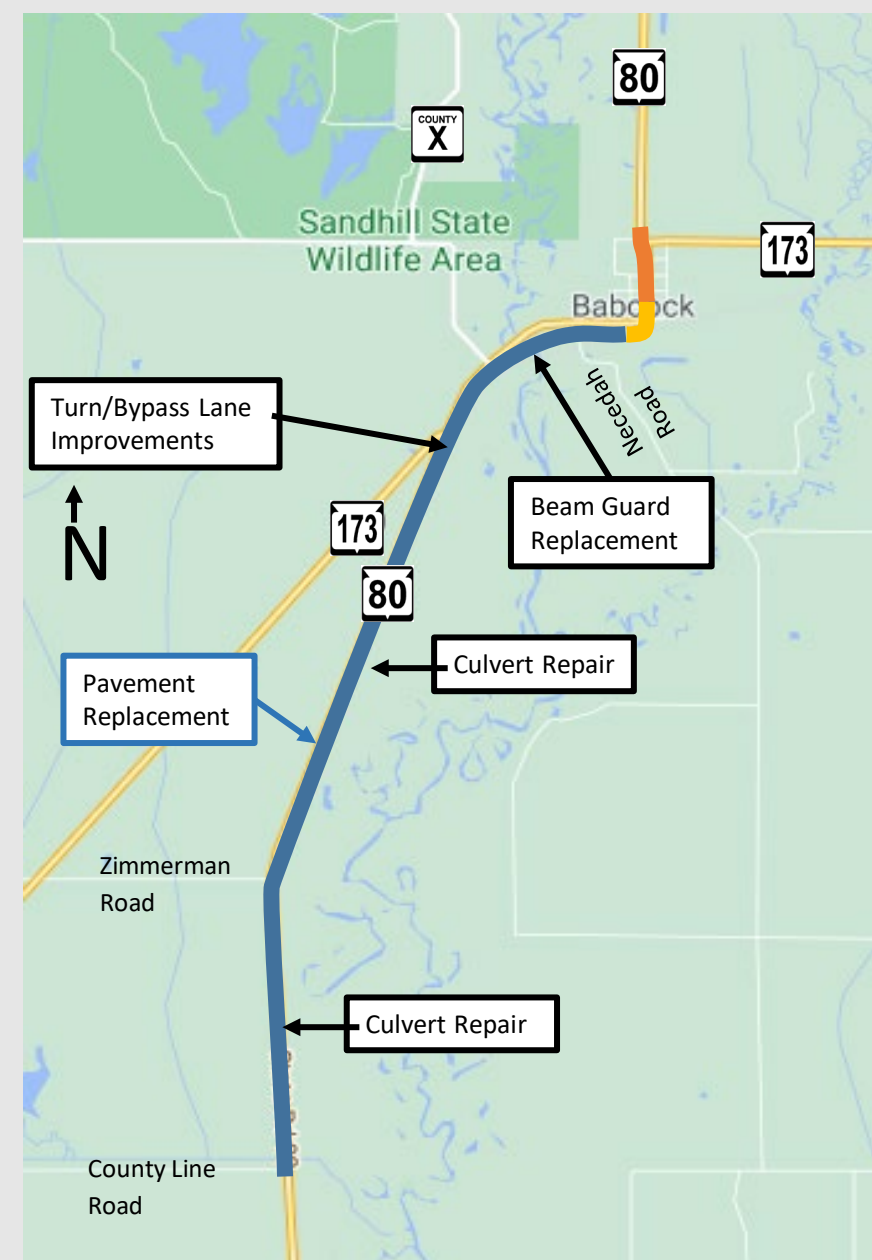 80
COUNTY
X
Sandhill State
Wildlife Area
173
Babcock
Necedah
Road
Turn/Bypass Lane
Improvements
N
Beam Guard
Replacement
173
80
Culvert Repair
Pavement
Replacement
Zimmerman
Road
Culvert Repair
County Line
Road